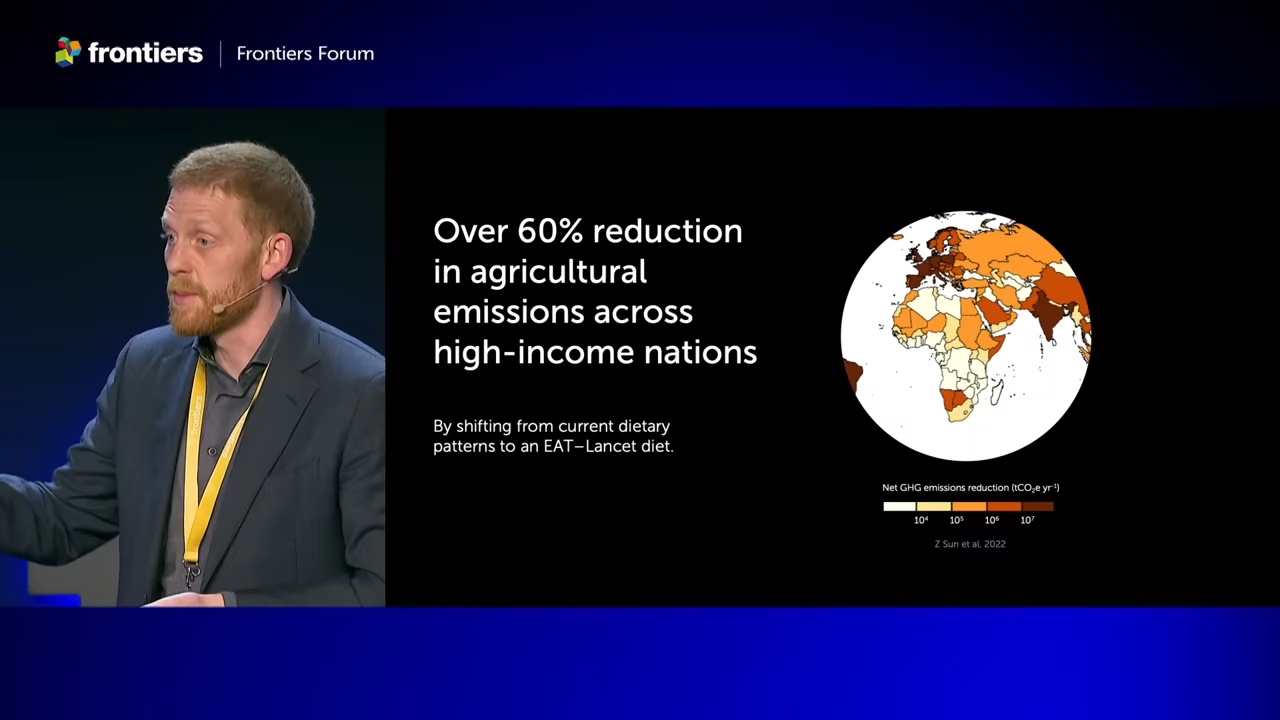 frontiers
Frontiers Forum
Over 60% reduction
in agricultural
emissions across
high-income nations
By shifting from current dietary
patterns to an EAT–Lancet diet.
Net GHG emissions reduction (tCO₂e yr⁻¹)
10⁴ 10⁵ 10⁶ 10⁷
Z Sun et al, 2022
frontiers